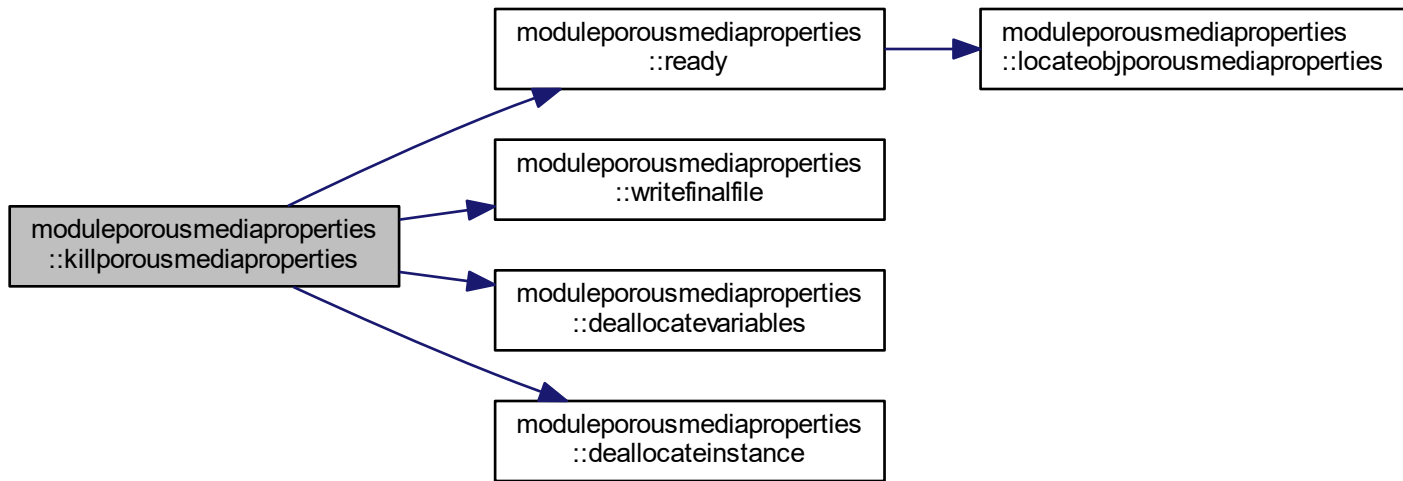 moduleporousmediaproperties
::ready
moduleporousmediaproperties
::locateobjporousmediaproperties
moduleporousmediaproperties
::writefinalfile
moduleporousmediaproperties
::killporousmediaproperties
moduleporousmediaproperties
::deallocatevariables
moduleporousmediaproperties
::deallocateinstance